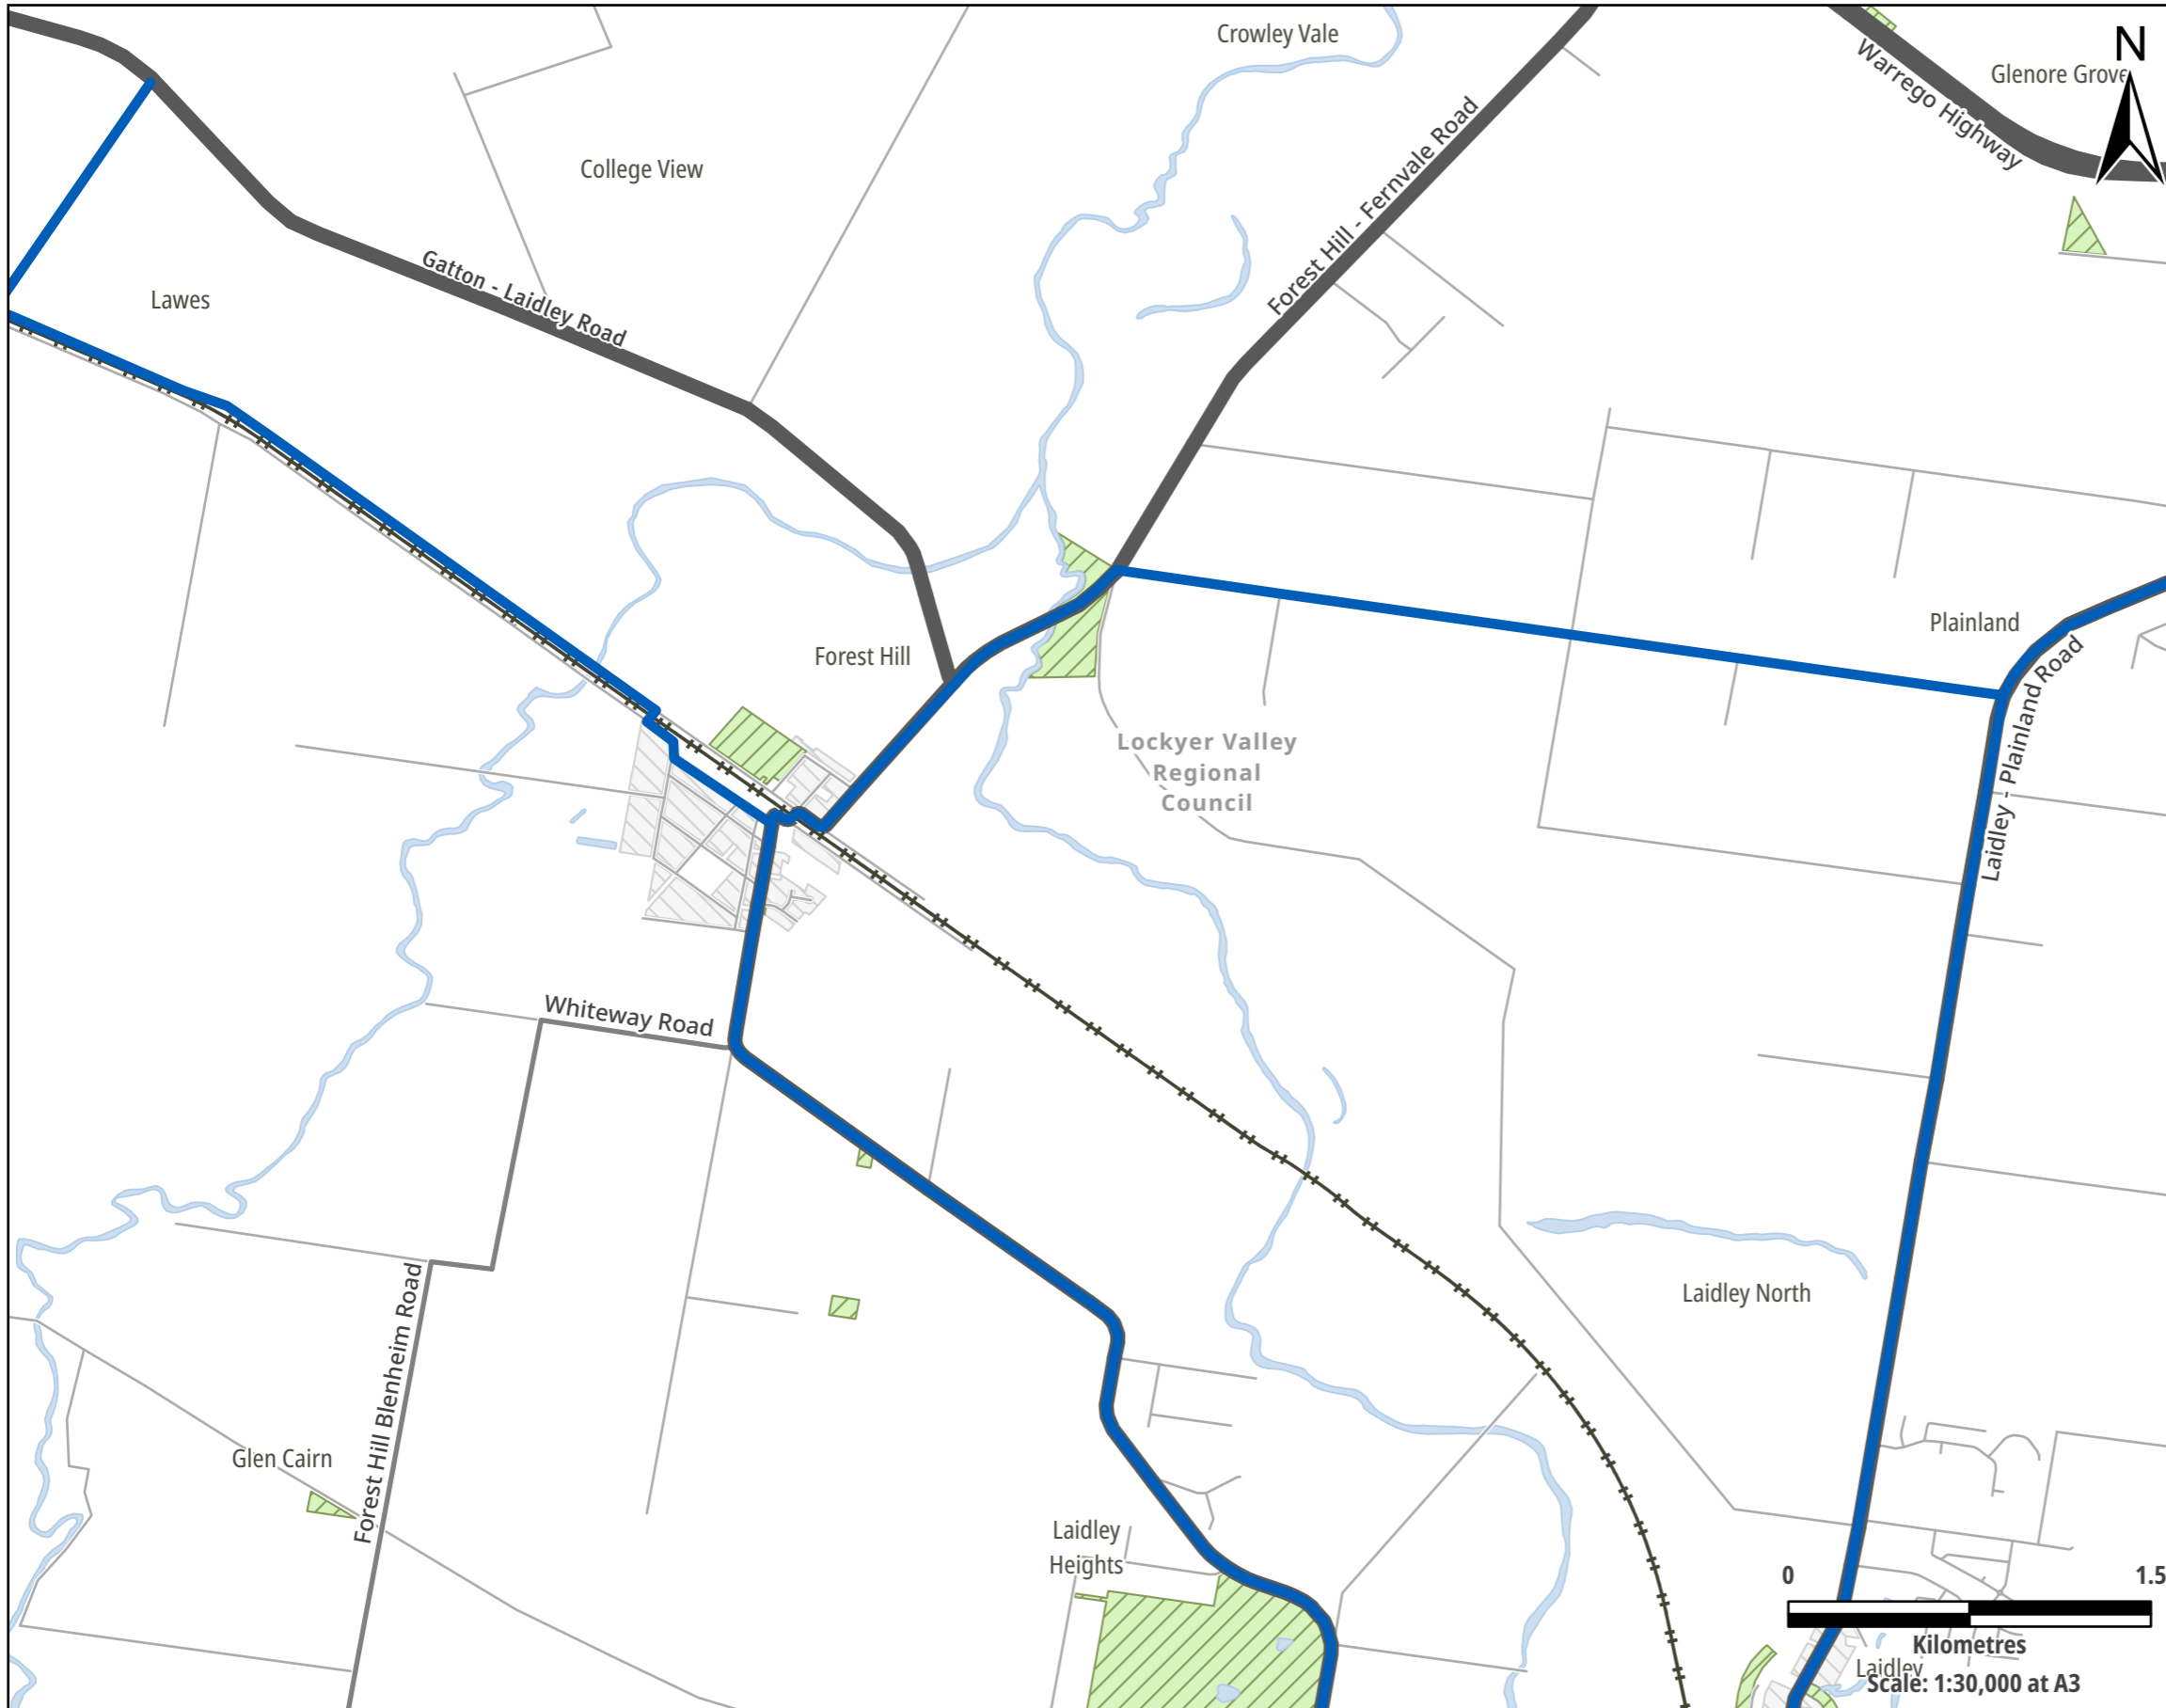 Crowley Vale
N
Glenore Grove
Warrego Highway
College View
Forest Hill - Fernvale Road
Gatton - Laidley Road
Lawes
Plainland
Forest Hill
Laidley - Plainland Road
Lockyer Valley
Regional
Council
Whiteway Road
Laidley North
Forest Hill Blenheim Road
Glen Cairn
Laidley
Heights
0 1.5
Kilometres
Laidley
Scale: 1:30,000 at A3